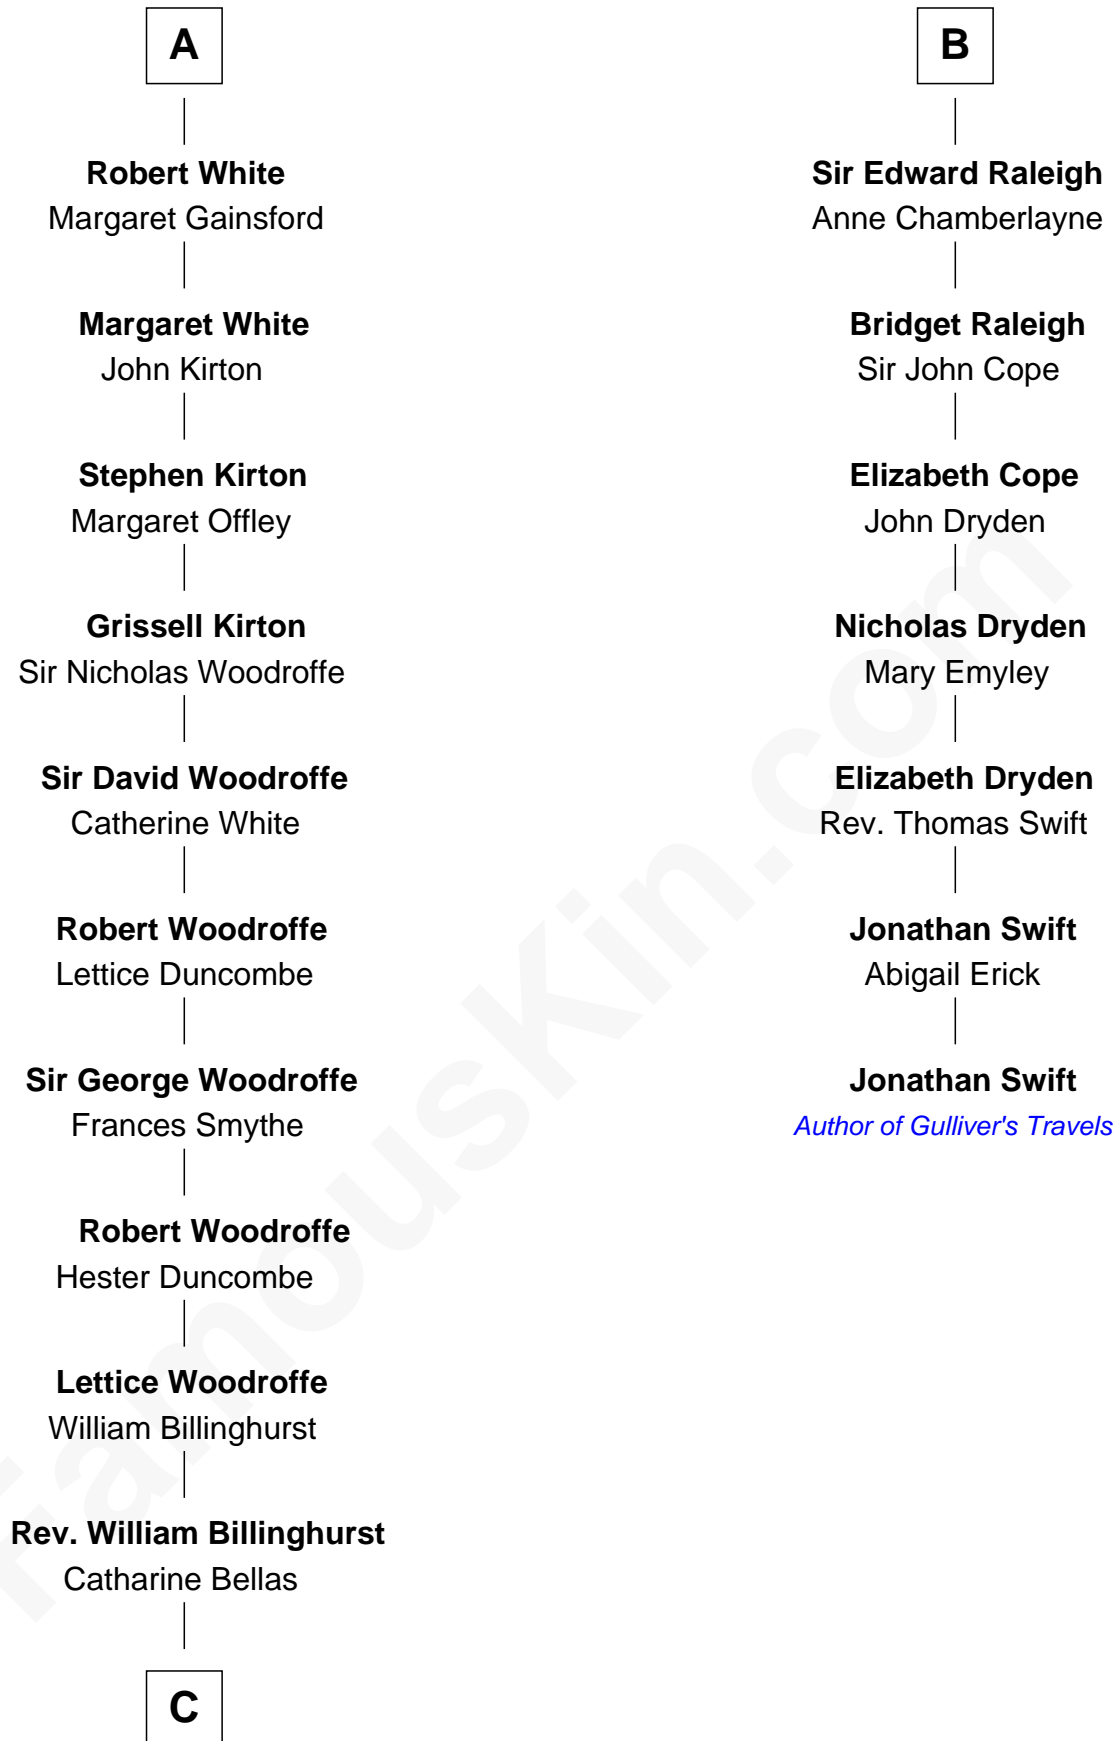 A
Robert White
Margaret Gainsford
Margaret White
John Kirton
Stephen Kirton
Margaret Offley
Grissell Kirton
Sir Nicholas Woodroffe
Sir David Woodroffe
Catherine White
Robert Woodroffe
Lettice Duncombe
Sir George Woodroffe
Frances Smythe
Robert Woodroffe
Hester Duncombe
Lettice Woodroffe
William Billinghurst
Rev. William Billinghurst
Catharine Bellas
C
B
Sir Edward Raleigh
Anne Chamberlayne
Bridget Raleigh
Sir John Cope
Elizabeth Cope
John Dryden
Nicholas Dryden
Mary Emyley
Elizabeth Dryden
Rev. Thomas Swift
Jonathan Swift
Abigail Erick
Jonathan Swift
Author of Gulliver's Travels
FamousKin.com